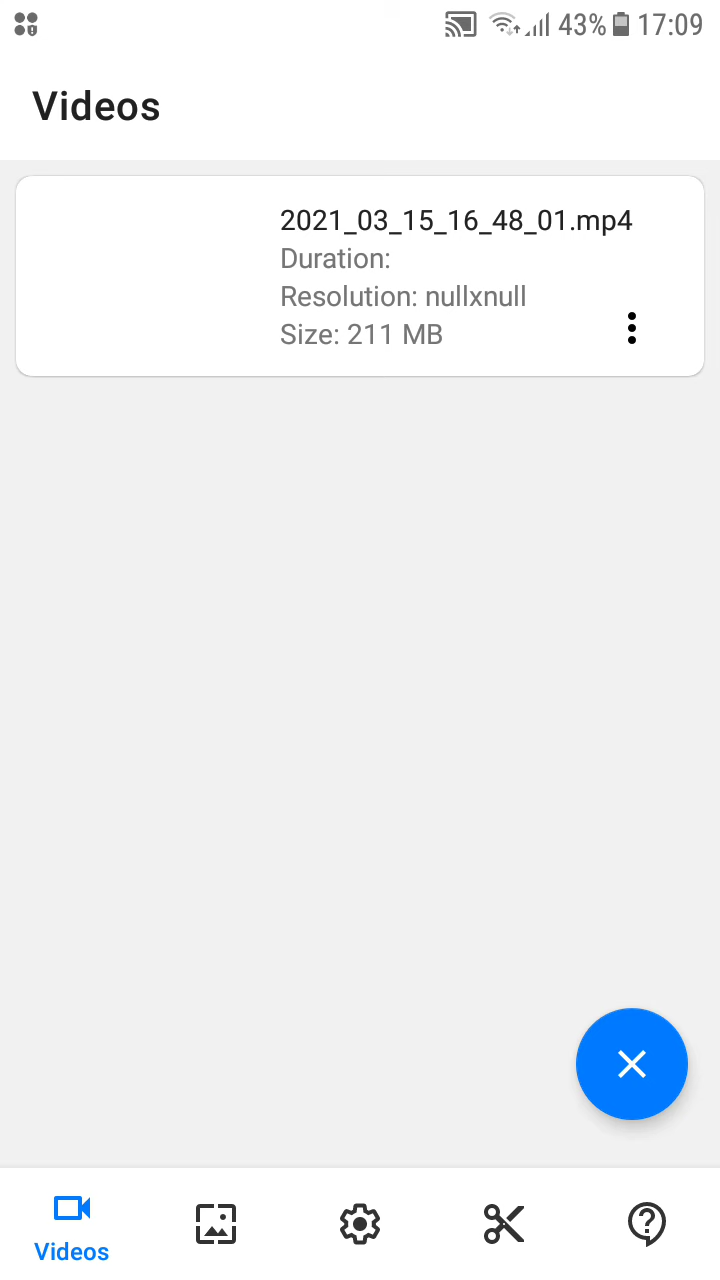 43% 17:09
Videos
2021_03_15_16_48_01.mp4
Duration:
Resolution: nullxnull
Size: 211 MB
Videos